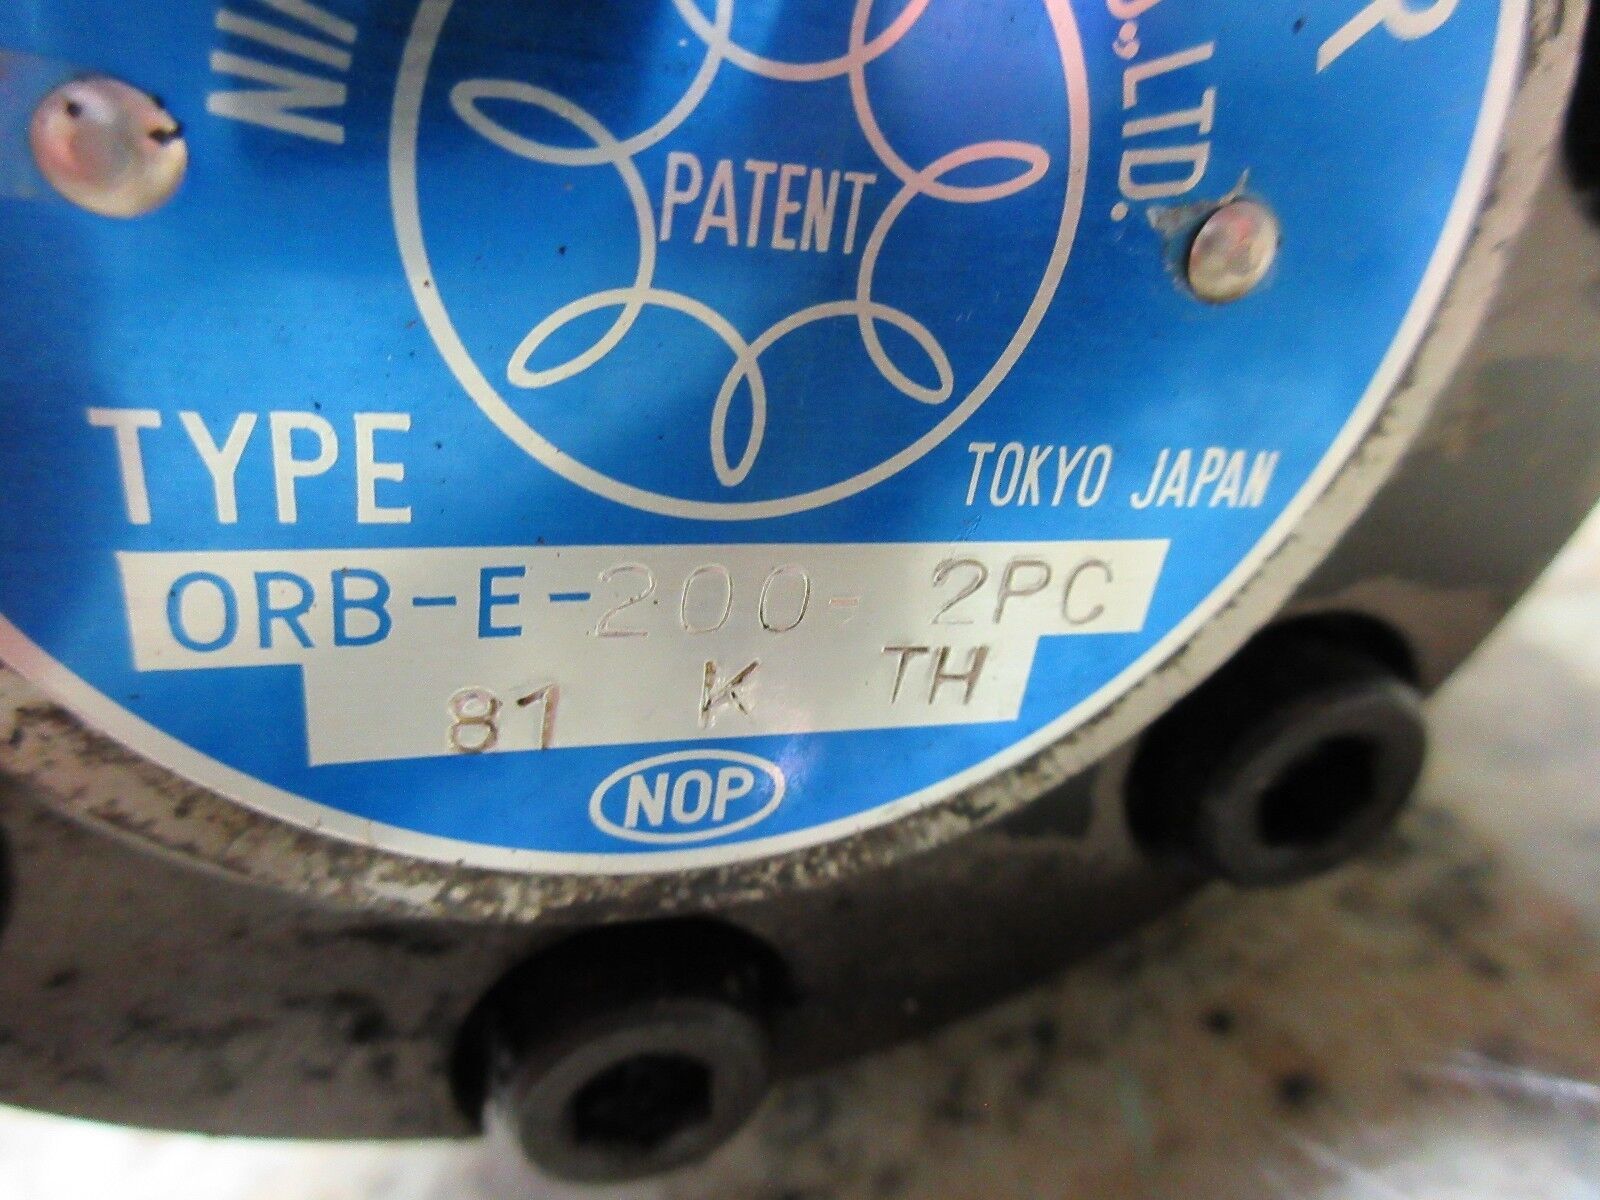 PATENT
LTD.
TYPE
TOKYO JAPAN
ORB-E-200-2PC
81 K TH
NOP